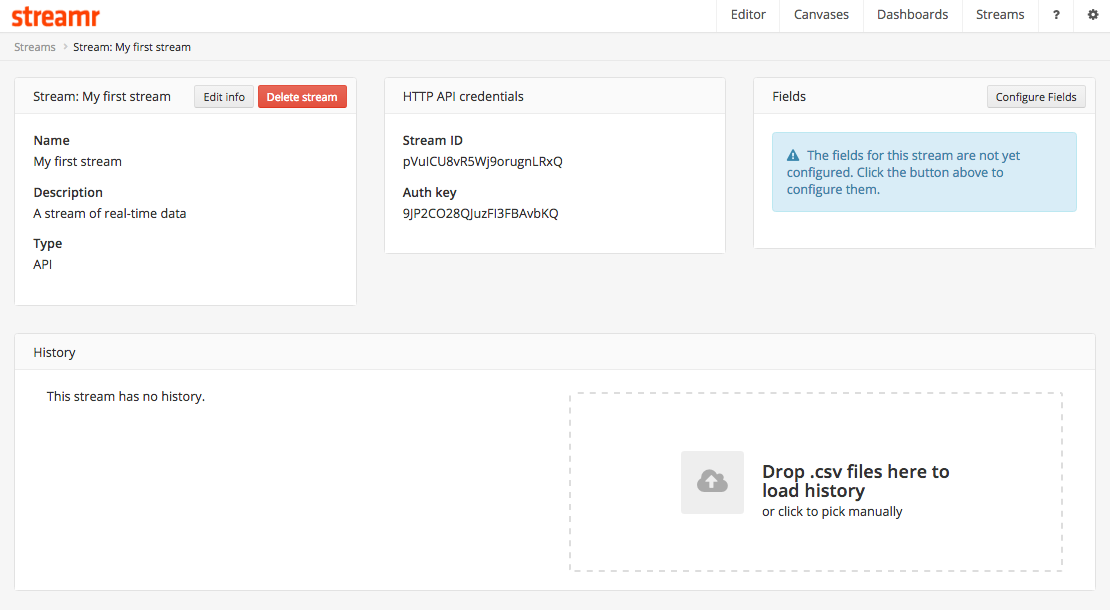 streamr
Editor
Canvases
Dashboards
Streams
?
Streams › Stream: My first stream
Stream: My first stream
Edit info
Delete stream
Name
My first stream
Description
A stream of real-time data
Type
API
HTTP API credentials
Stream ID
pVuICU8vR5Wj9orugnLRxQ
Auth key
9JP2CO28QJuzFI3FBAvbKQ
Fields
Configure Fields
The fields for this stream are not yet
configured. Click the button above to
configure them.
History
This stream has no history.
Drop .csv files here to
load history
or click to pick manually